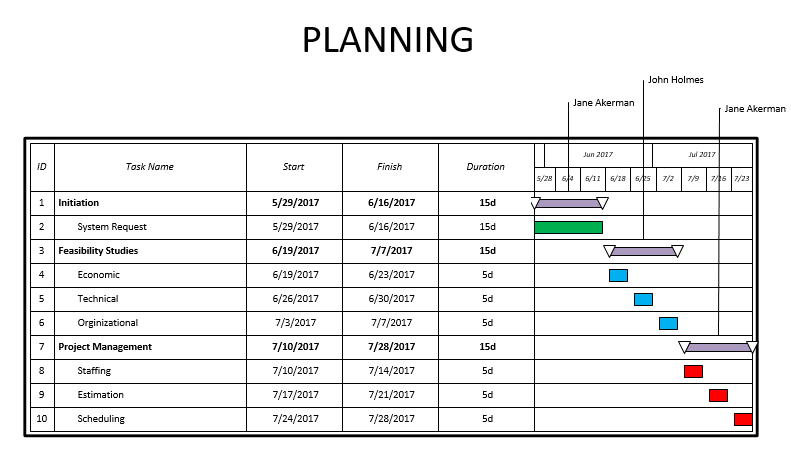 PLANNING
John Holmes
Jane Akerman
Jane Akerman
ID Task Name Start Finish Duration Jun 2017 Jul 2017
5/28 6/4 6/11 6/18 6/25 7/2 7/9 7/16 7/23
1 Initiation 5/29/2017 6/16/2017 15d
2 System Request 5/29/2017 6/16/2017 15d
3 Feasibility Studies 6/19/2017 7/7/2017 15d
4 Economic 6/19/2017 6/23/2017 5d
5 Technical 6/26/2017 6/30/2017 5d
6 Orginizational 7/3/2017 7/7/2017 5d
7 Project Management 7/10/2017 7/28/2017 15d
8 Staffing 7/10/2017 7/14/2017 5d
9 Estimation 7/17/2017 7/21/2017 5d
10 Scheduling 7/24/2017 7/28/2017 5d